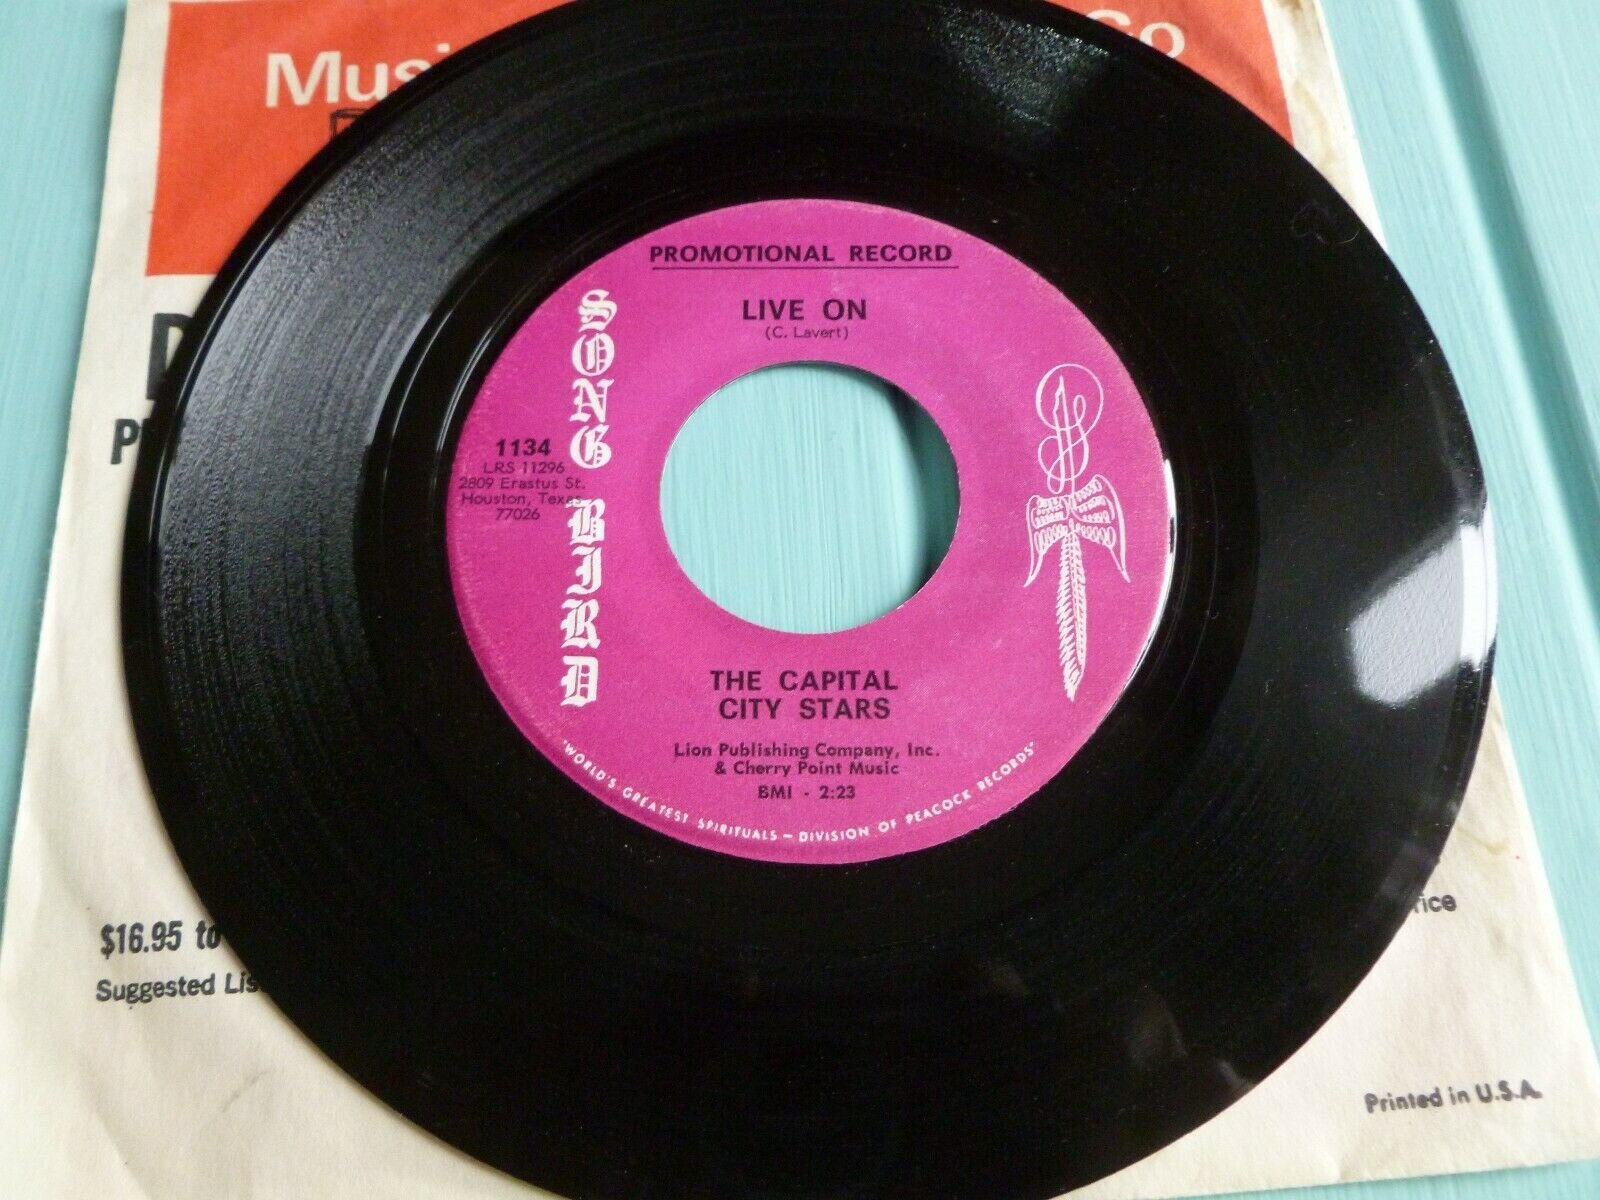 Co
PROMOTIONAL RECORD
LIVE ON
(C. Lavert)
SONG BIRD
1134
LRS 11296
2809 Erastus St.
Houston, Texas
77026
THE CAPITAL
CITY STARS
Lion Publishing Company, Inc.
& Cherry Point Music
BMI - 2:23
"WORLD'S GREATEST SPIRITUALS — DIVISION OF PEACOCK RECORDS"
$16.95 to
Suggested
Printed in U.S.A.